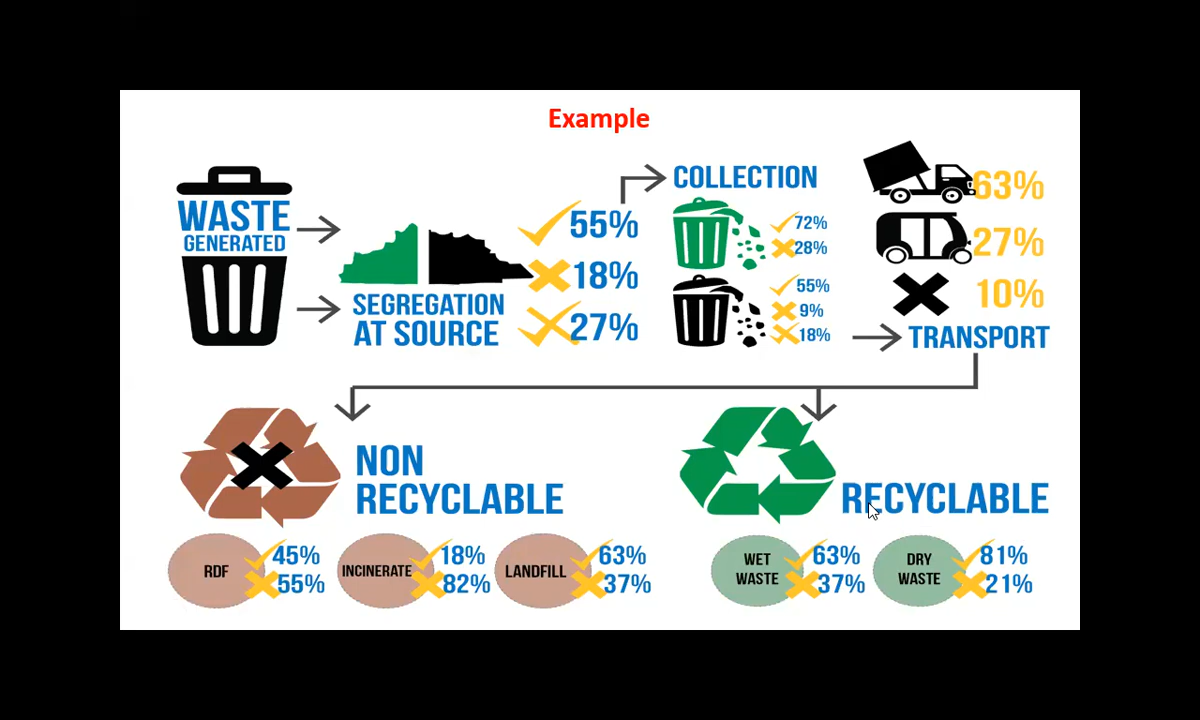 Example
WASTE
GENERATED
SEGREGATION
AT SOURCE
55%
18%
27%
COLLECTION
72%
28%
55%
9%
18%
63%
27%
10%
TRANSPORT
NON
RECYCLABLE
RDF
45%
55%
INCINERATE
18%
82%
LANDFILL
63%
37%
RECYCLABLE
WET
WASTE
63%
37%
DRY
WASTE
81%
21%